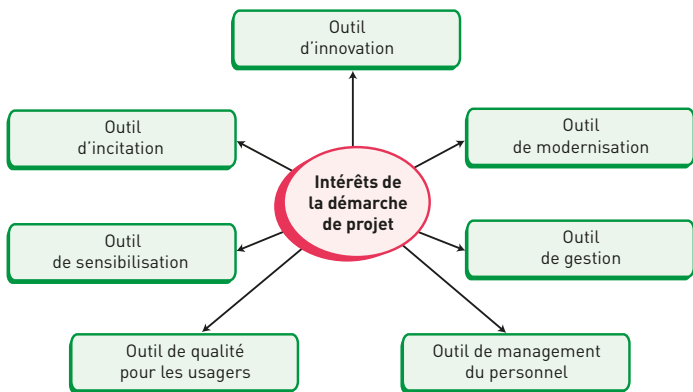 Outil
d’innovation
Outil
d’incitation
Outil
de modernisation
Intérêts de
la démarche
de projet
Outil
de sensibilisation
Outil
de gestion
Outil de qualité
pour les usagers
Outil de management
du personnel